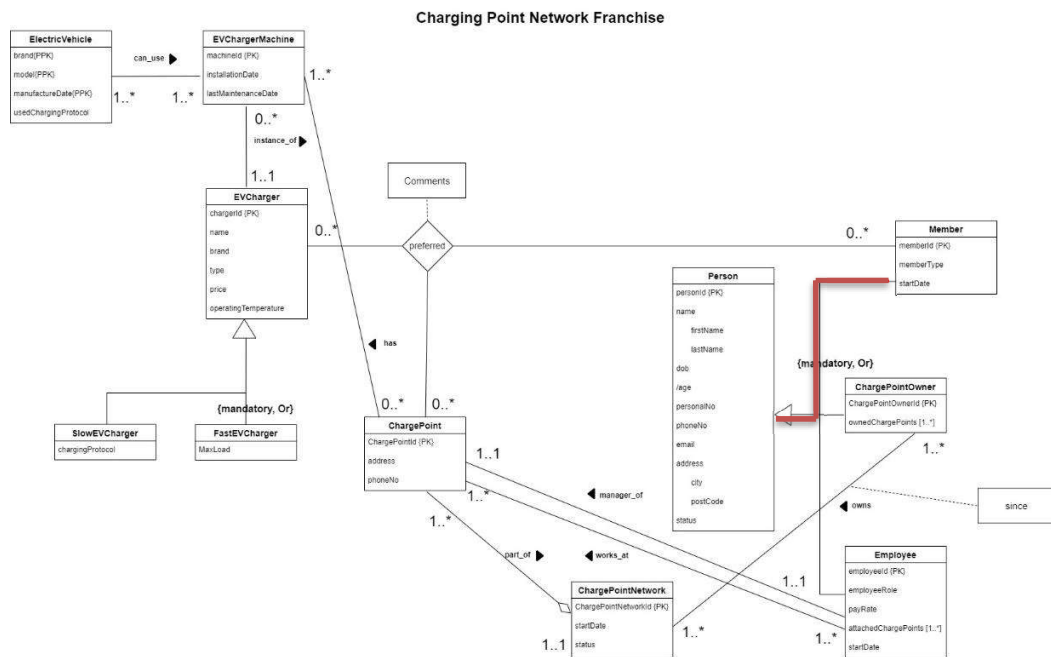 Charging Point Network Franchise
ElectricVehicle
brand{PPK}
model{PPK}
manufactureDate{PPK}
usedChargingProtocol
can_use
1..*
1..*
EVChargerMachine
machineId {PK}
installationDate
lastMaintenanceDate
1..*
0..*
instance_of
1..1
EVCharger
chargerId {PK}
name
brand
type
price
operatingTemperature
0..*
Comments
preferred
0..*
Member
memberId {PK}
memberType
startDate
Person
personId {PK}
name
firstName
lastName
dob
/age
personalNo
phoneNo
email
address
city
postCode
status
{mandatory, Or}
has
{mandatory, Or}
SlowEVCharger
chargingProtocol
FastEVCharger
MaxLoad
0..*
0..*
ChargePoint
ChargePointId {PK}
address
phoneNo
ChargePointOwner
ChargePointOwnerId {PK}
ownedChargePoints [1..*]
1..*
1..1
1..*
manager_of
1..*
owns
since
part_of
works_at
Employee
employeeId {PK}
employeeRole
payRate
attachedChargePoints [1..*]
startDate
1..1
1..*
ChargePointNetwork
ChargePointNetworkId {PK}
startDate
status
1..1
1..*